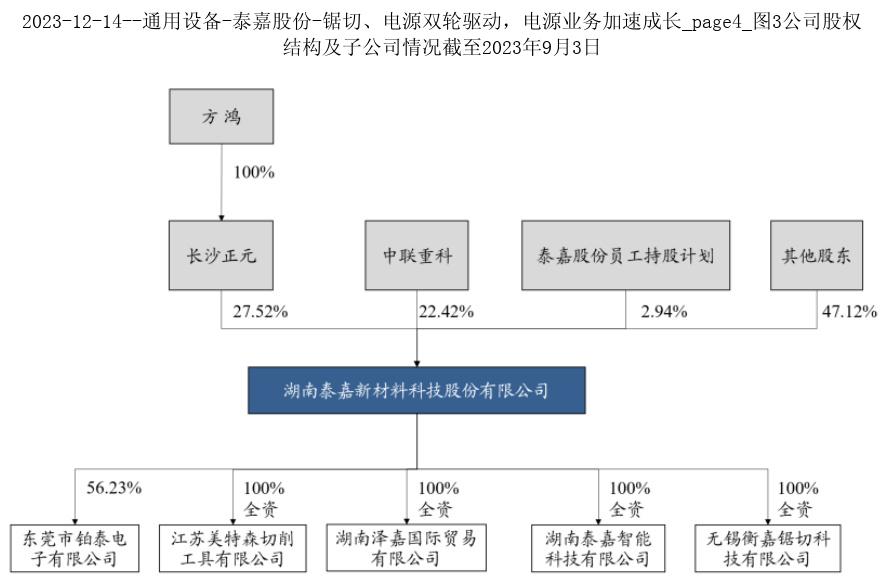 2023-12-14--通用设备-泰嘉股份-锯切、电源双轮驱动，电源业务加速成长_page4_图3公司股权
结构及子公司情况截至2023年9月3日
方鸿
100%
长沙正元
中联重科
泰嘉股份员工持股计划
其他股东
27.52%
22.42%
2.94%
47.12%
湖南泰嘉新材料科技股份有限公司
56.23%
100%
全资
100%
全资
100%
全资
100%
全资
东莞市铂泰电
子有限公司
江苏美特森切削
工具有限公司
湖南泽嘉国际贸易
有限公司
湖南泰嘉智能
科技有限公司
无锡衡嘉锯切科
技有限公司